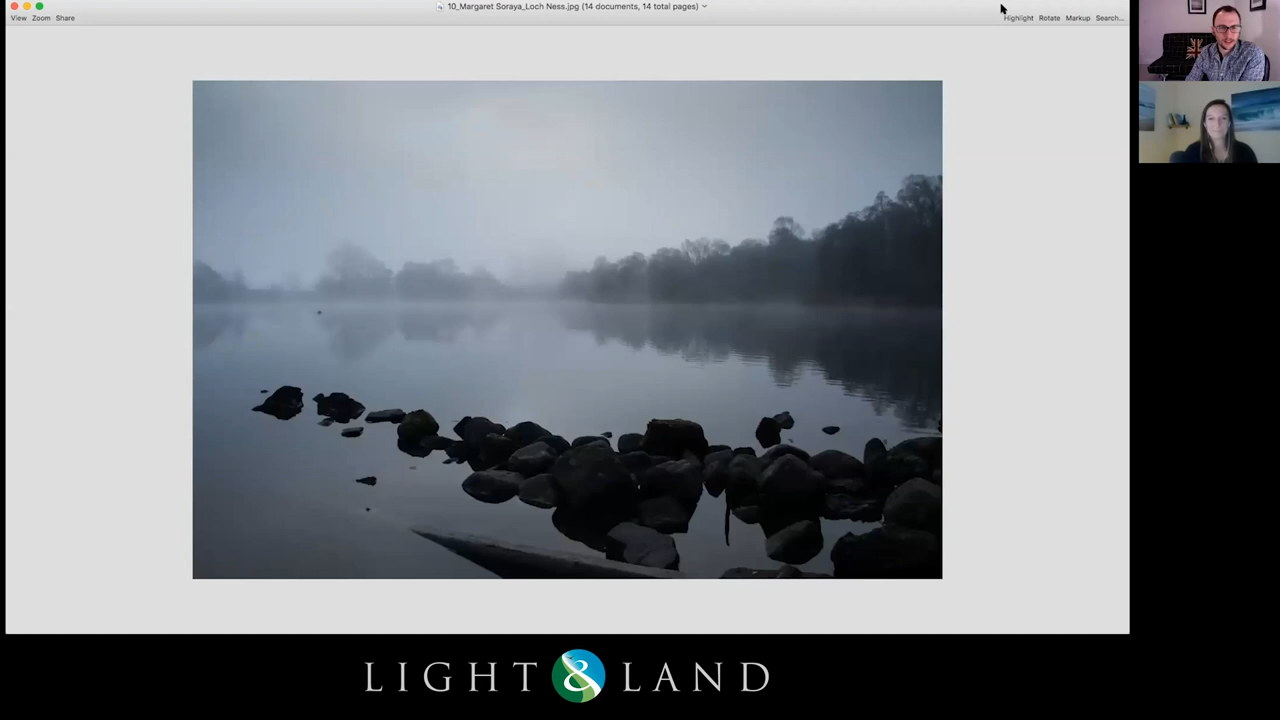 10_Margaret Soraya_Loch Ness.jpg (14 documents, 14 total pages)
View Zoom Share
Highlight Rotate Markup Search...
LIGHT & LAND